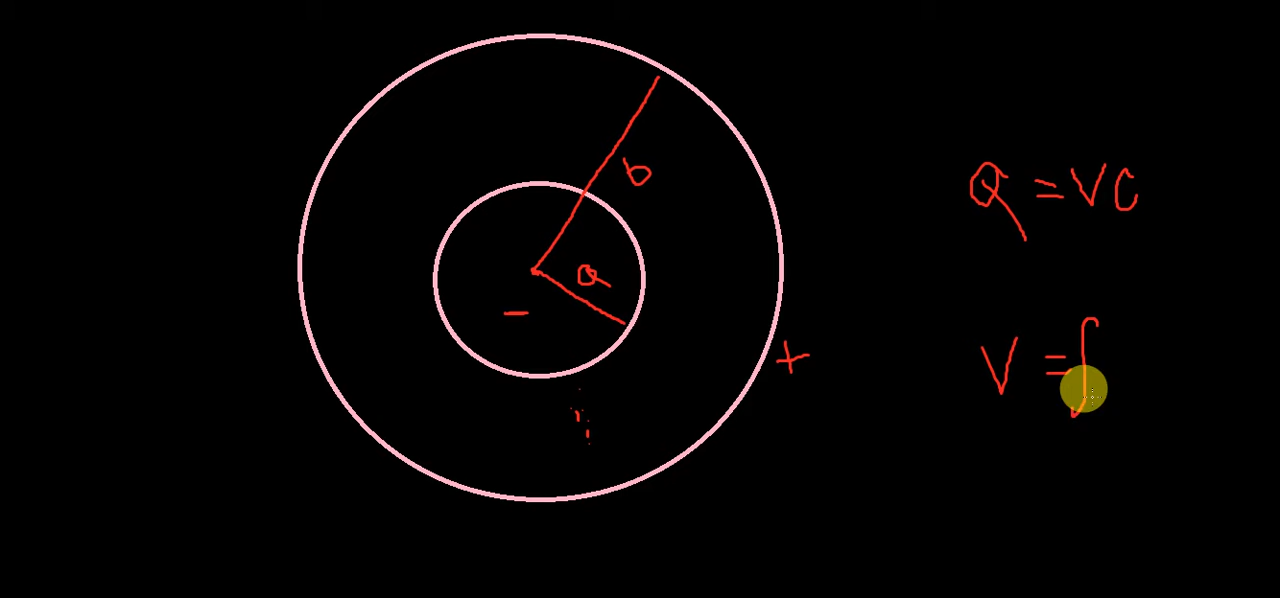 b
Q = VC
a
−
V = ∫
+